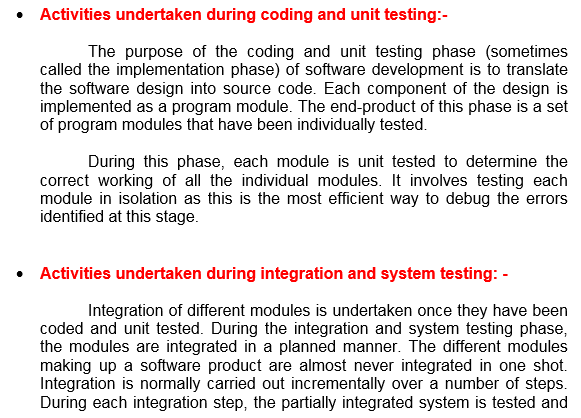 • Activities undertaken during coding and unit testing:-
The purpose of the coding and unit testing phase (sometimes
called the implementation phase) of software development is to translate
the software design into source code. Each component of the design is
implemented as a program module. The end-product of this phase is a set
of program modules that have been individually tested.
During this phase, each module is unit tested to determine the
correct working of all the individual modules. It involves testing each
module in isolation as this is the most efficient way to debug the errors
identified at this stage.
• Activities undertaken during integration and system testing: -
Integration of different modules is undertaken once they have been
coded and unit tested. During the integration and system testing phase,
the modules are integrated in a planned manner. The different modules
making up a software product are almost never integrated in one shot.
Integration is normally carried out incrementally over a number of steps.
During each integration step, the partially integrated system is tested and